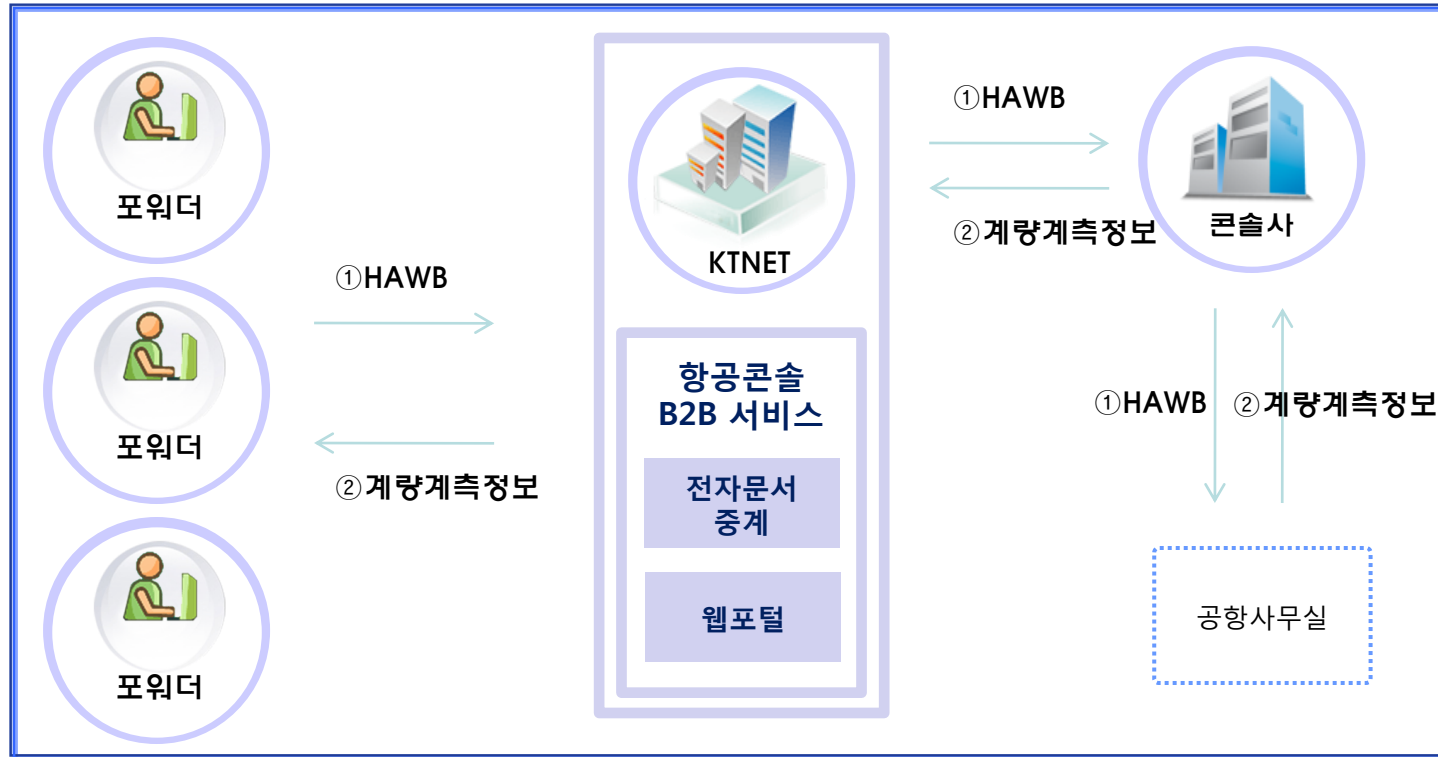 포워더
포워더
포워더
①HAWB
②계량계측정보
KTNET
항공콘솔
B2B 서비스
전자문서
중계
웹포털
①HAWB
②계량계측정보
콘솔사
①HAWB
②계량계측정보
공항사무실